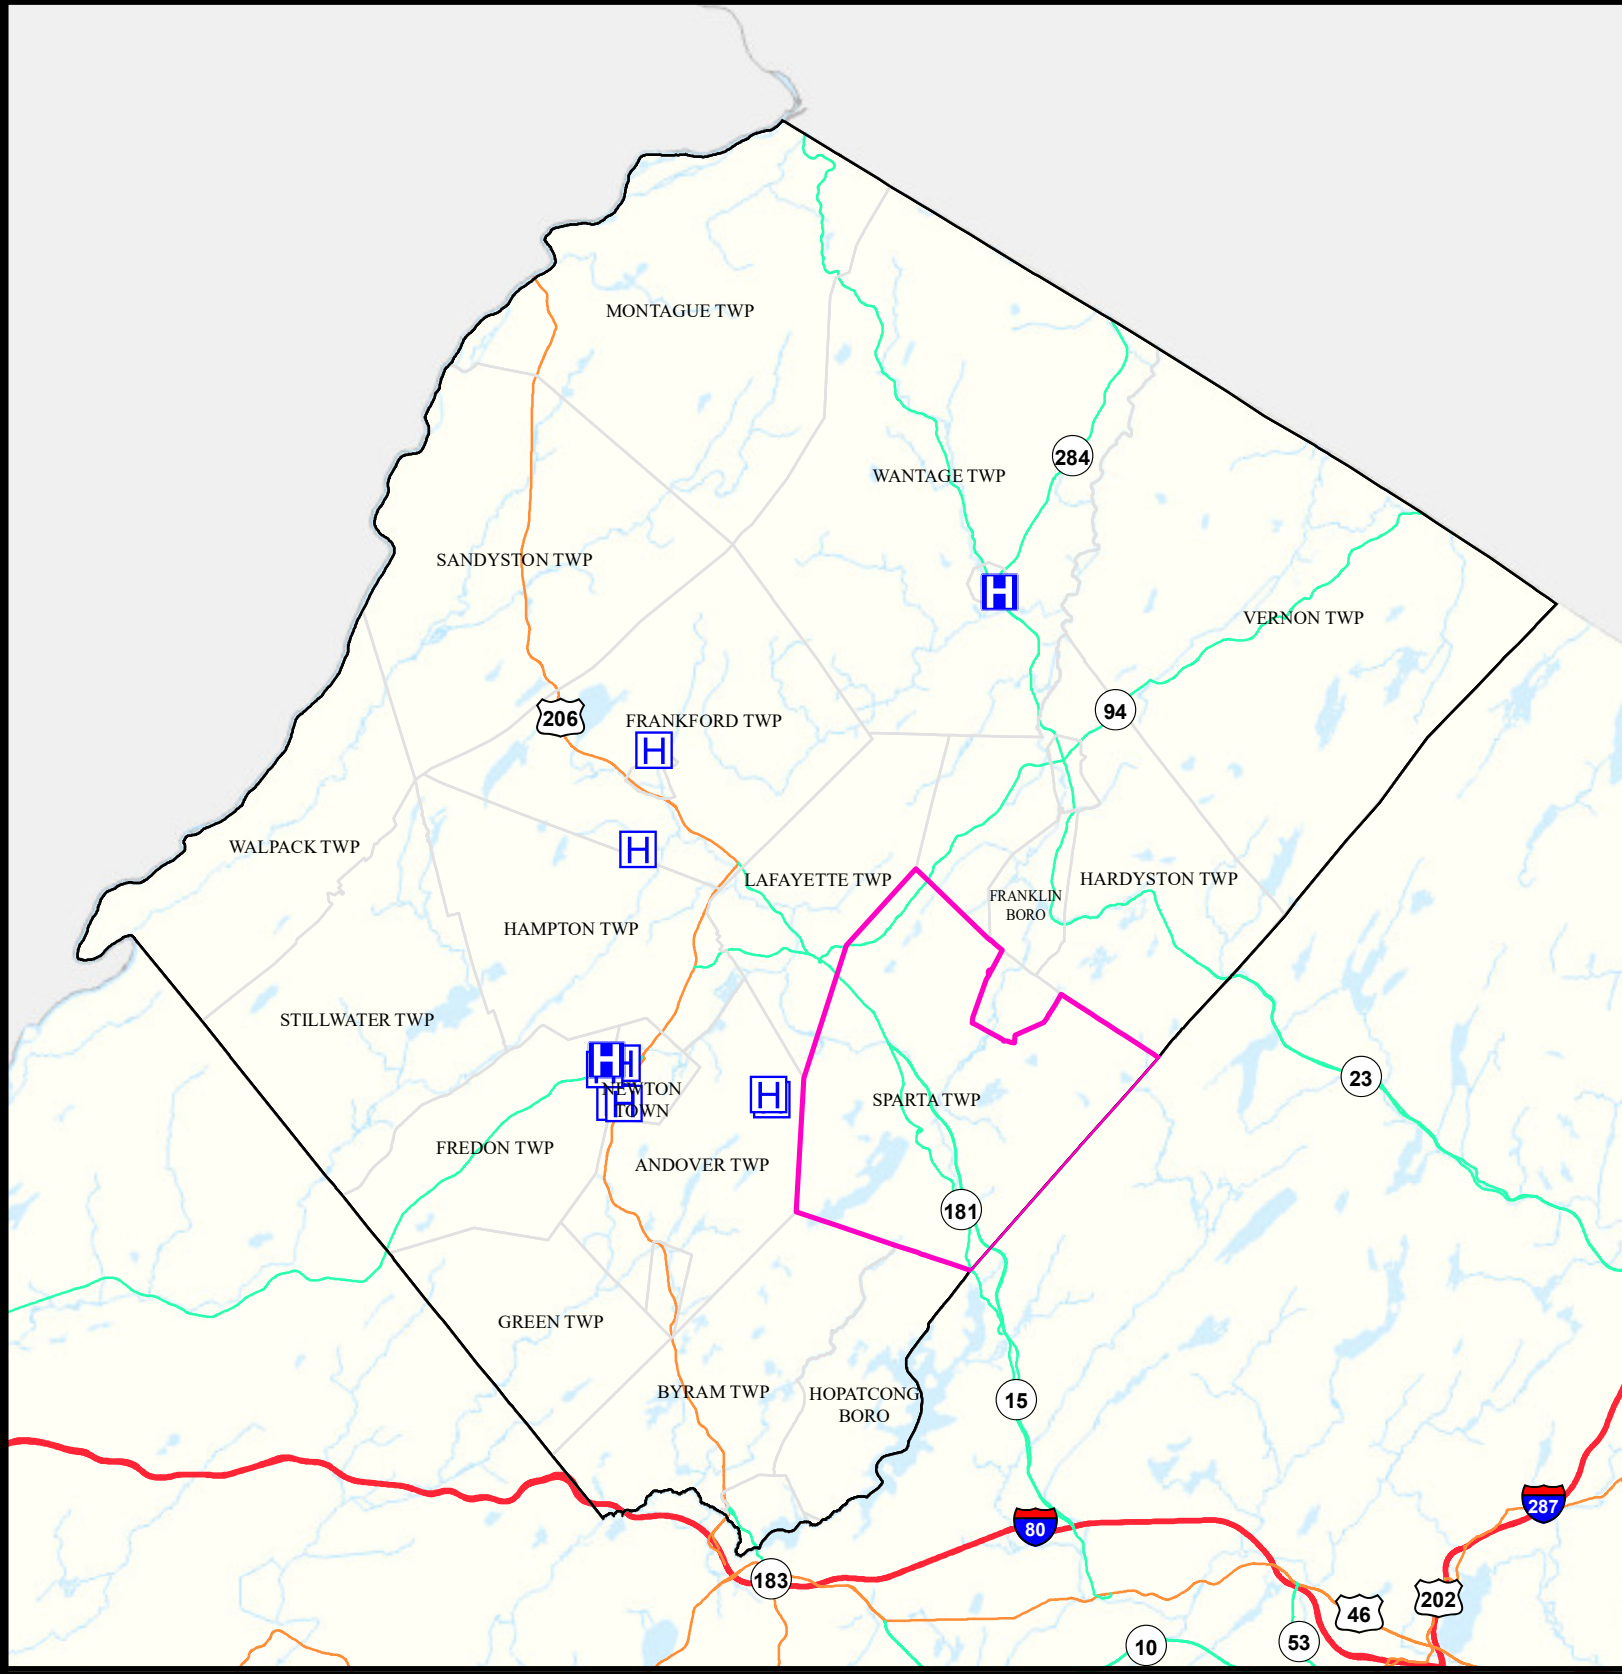 MONTAGUE TWP
284
WANTAGE TWP
SANDYSTON TWP
H
VERNON TWP
94
206
FRANKFORD TWP
H
WALPACK TWP
H
LAFAYETTE TWP
HARDYSTON TWP
FRANKLIN
BORO
HAMPTON TWP
STILLWATER TWP
H
H
23
NEWTON
TOWN
H
H
SPARTA TWP
FREDON TWP
ANDOVER TWP
181
GREEN TWP
BYRAM TWP
HOPATCONG
BORO
15
287
80
183
202
46
10
53